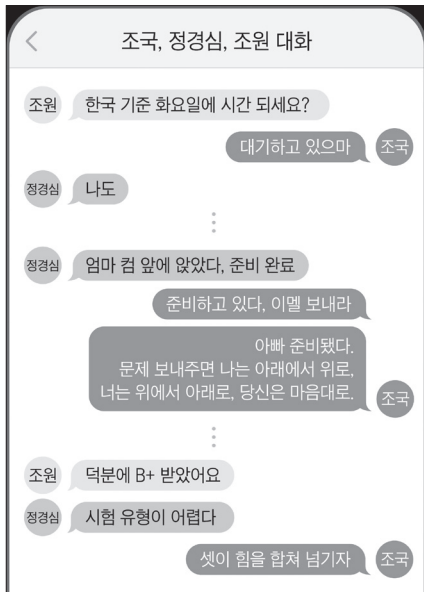 조국, 정경심, 조원 대화
조원
한국 기준 화요일에 시간 되세요?
대기하고 있으마
조국
정경심
나도
정경심
엄마 컴 앞에 앉았다, 준비 완료
준비하고 있다, 이멜 보내라
아빠 준비됐다.
문제 보내주면 나는 아래에서 위로,
너는 위에서 아래로, 당신은 마음대로.
조국
조원
덕분에 B+ 받았어요
정경심
시험 유형이 어렵다
셋이 힘을 합쳐 넘기자
조국